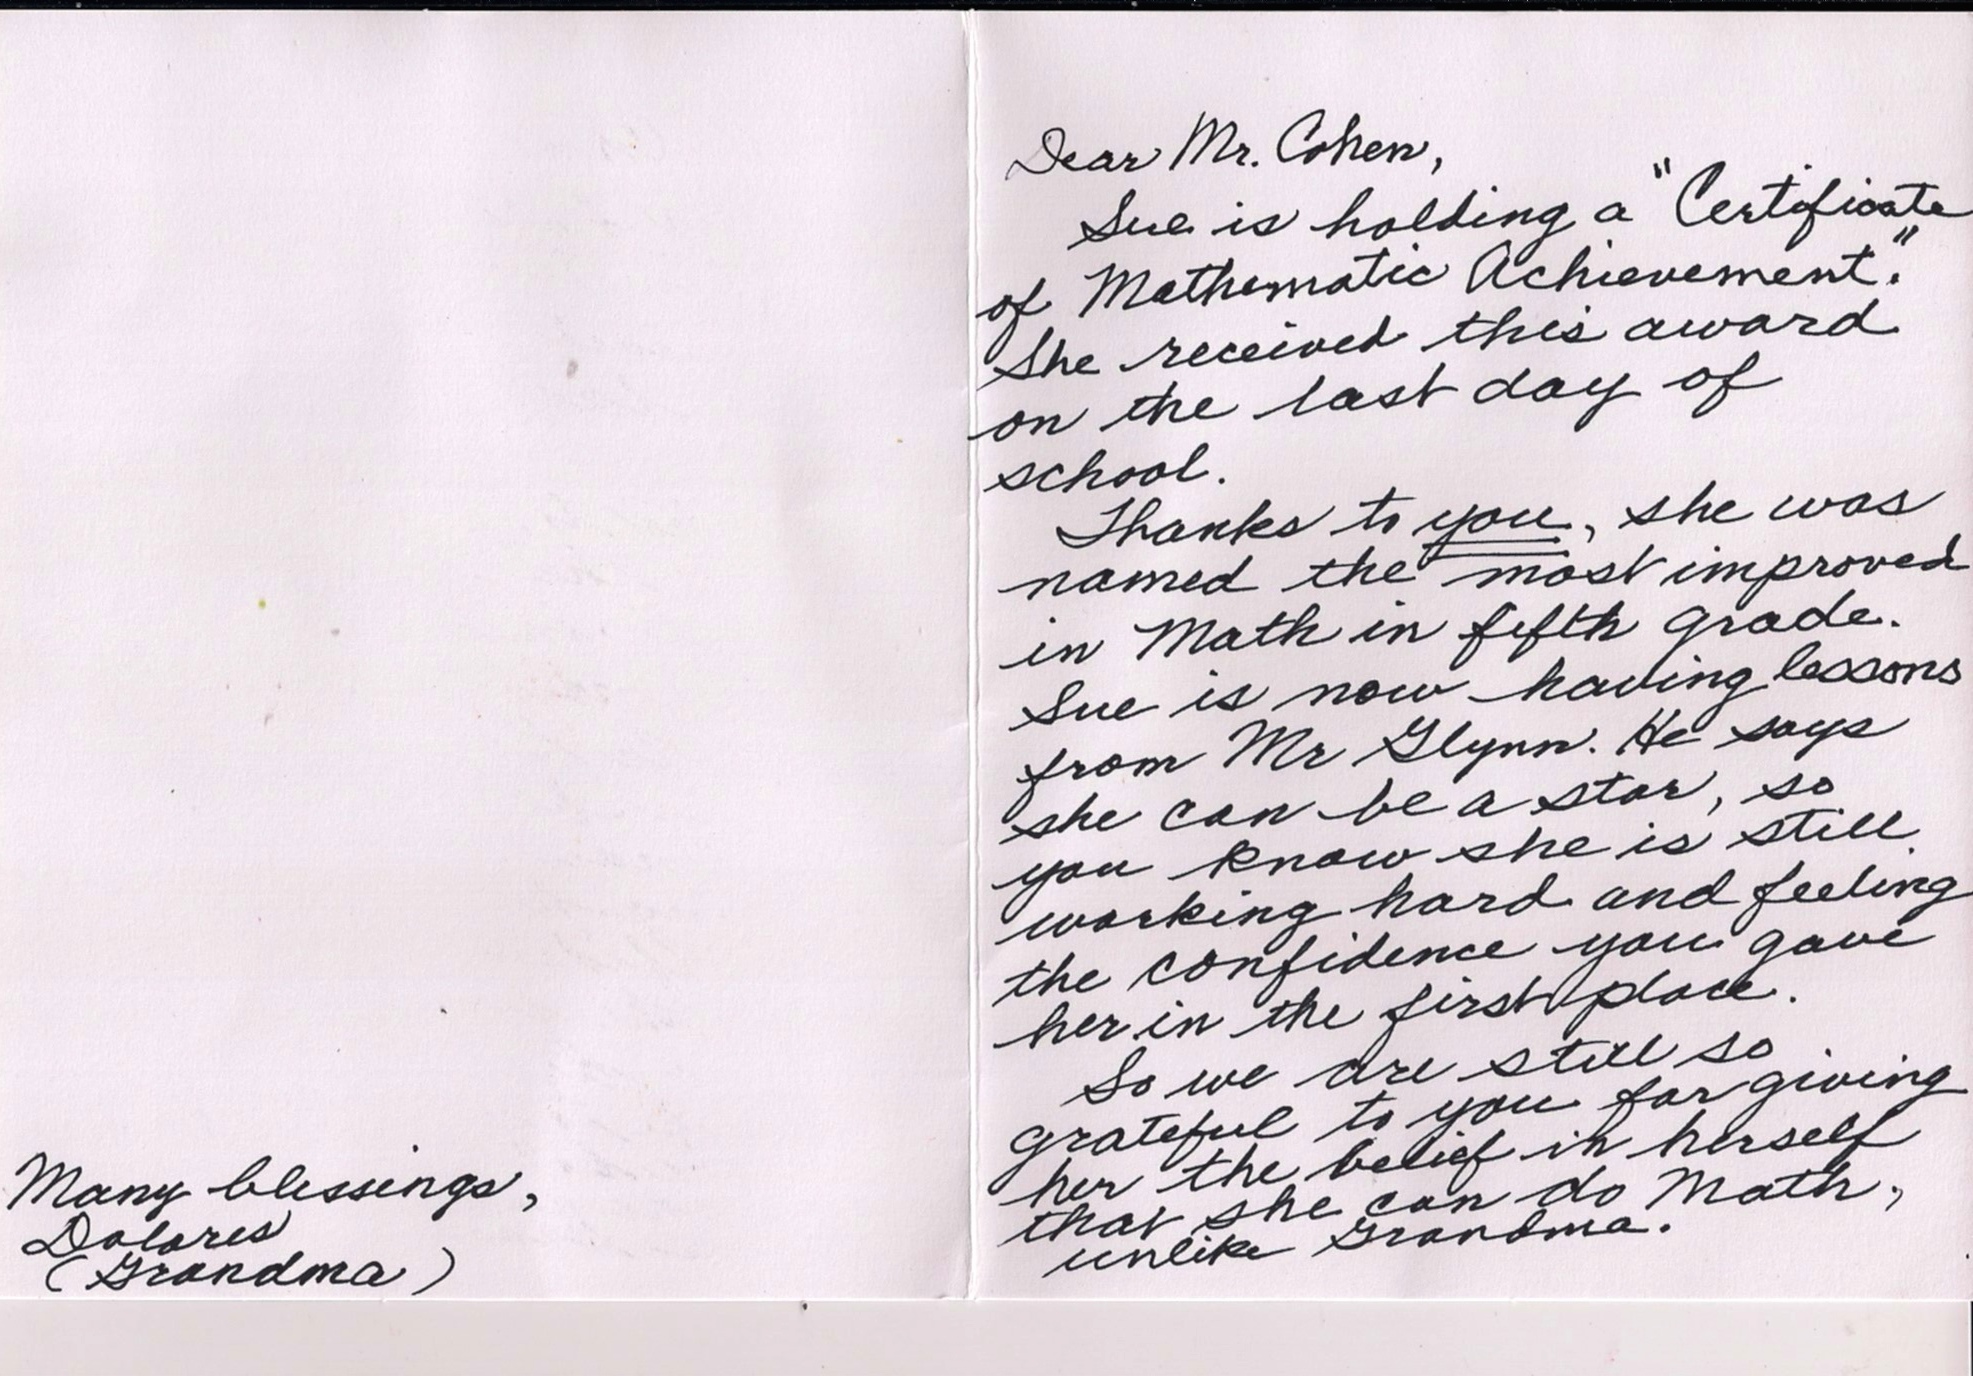 Dear Mr. Cohen,
Sue is holding a "Certificate
of Mathematic Achievement."
She received this award
on the last day of
school.
Thanks to you, she was
named the most improved
in Math in fifth grade.
Sue is now having lessons
from Mr Glynn. He says
she can be a star, so
you know she is still
working hard and feeling
the confidence you gave
her in the first place.
So we are still so
grateful to you for giving
her the belief in herself
that she can do Math,
unlike Grandma.
Many blessings,
Dolores
(Grandma)